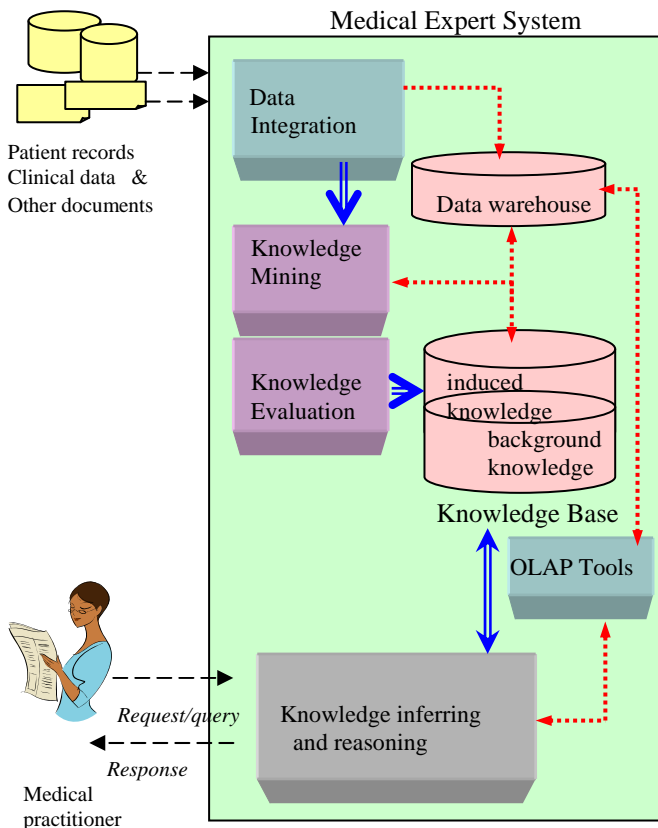 Medical Expert System
Patient records
Clinical data &
Other documents
Data
Integration
Data warehouse
Knowledge
Mining
Knowledge
Evaluation
induced
knowledge
background
knowledge
Knowledge Base
OLAP Tools
Request/query
Response
Knowledge inferring
and reasoning
Medical
practitioner